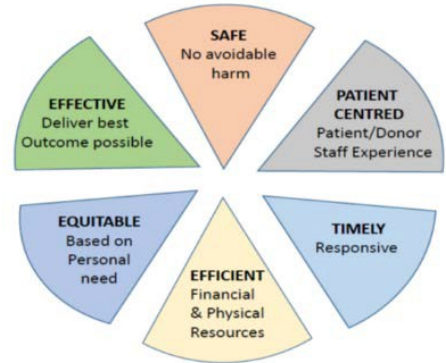 SAFE
No avoidable
harm
PATIENT
CENTRED
Patient/Donor
Staff Experience
TIMELY
Responsive
EFFICIENT
Financial
& Physical
Resources
EQUITABLE
Based on
Personal
need
EFFECTIVE
Deliver best
Outcome possible